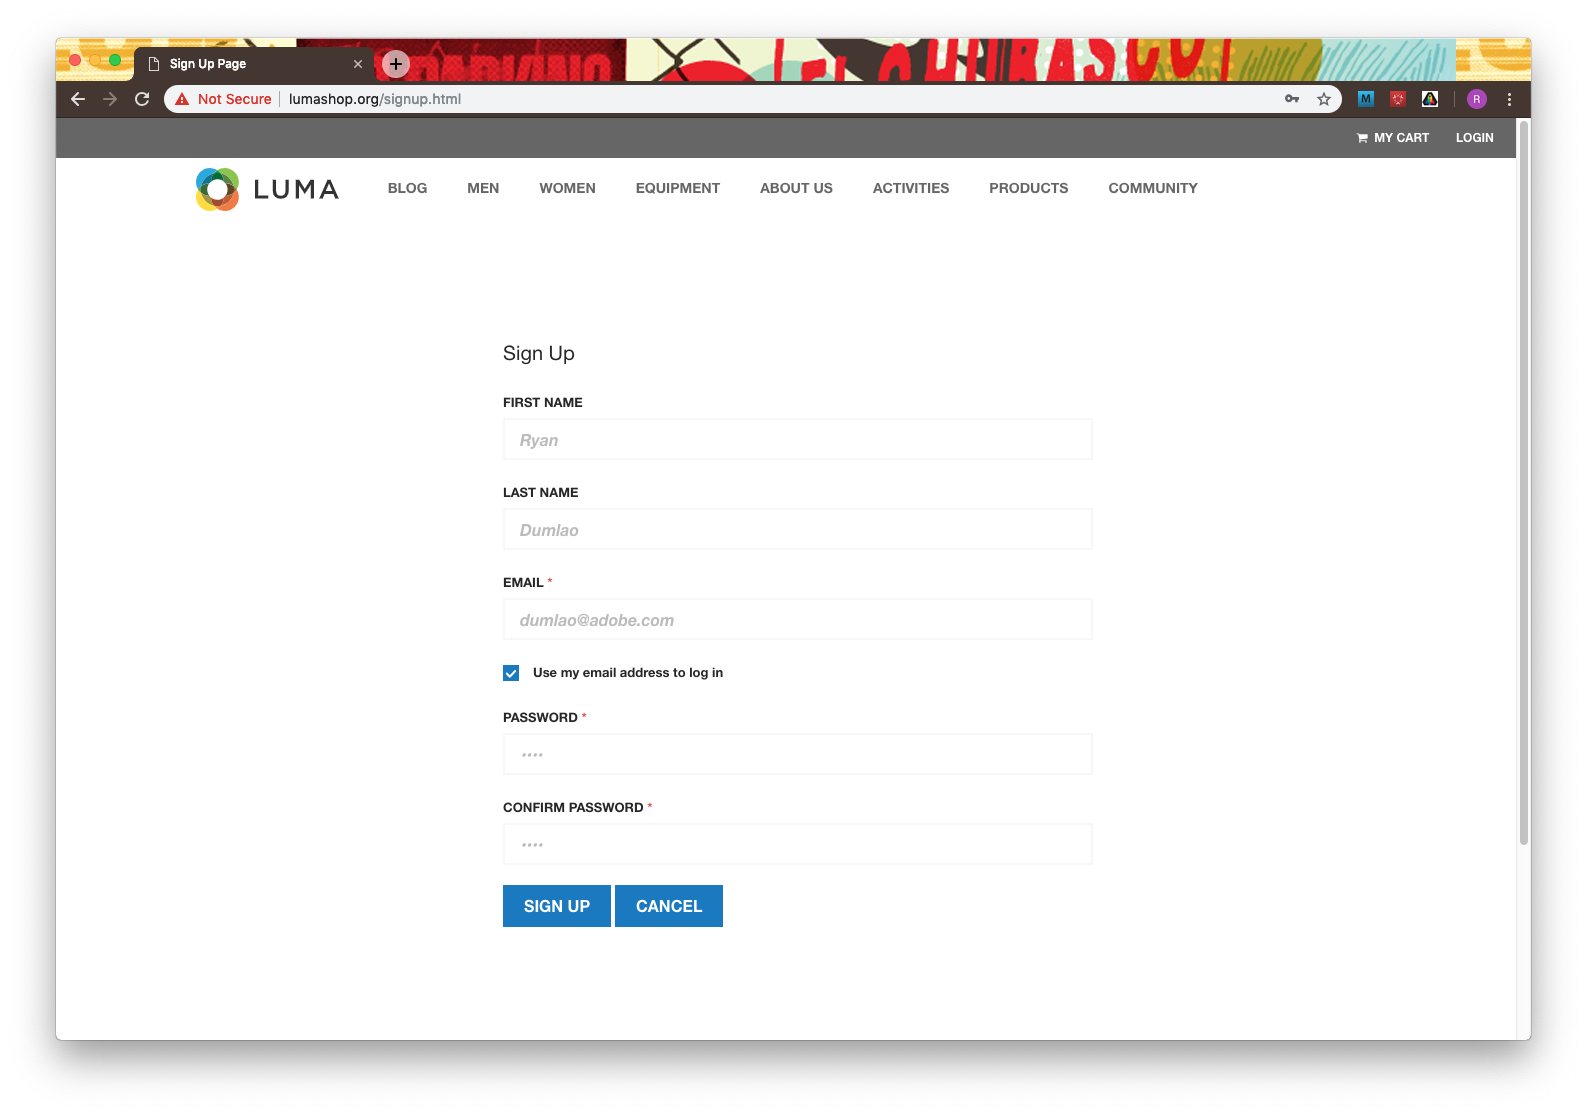 Sign Up Page
Not Secure
lumashop.org/signup.html
M
R
MY CART
LOGIN
LUMA
BLOG
MEN
WOMEN
EQUIPMENT
ABOUT US
ACTIVITIES
PRODUCTS
COMMUNITY
Sign Up
FIRST NAME
Ryan
LAST NAME
Dumlao
EMAIL *
dumlao@adobe.com
Use my email address to log in
PASSWORD *
••••
CONFIRM PASSWORD *
••••
SIGN UP
CANCEL